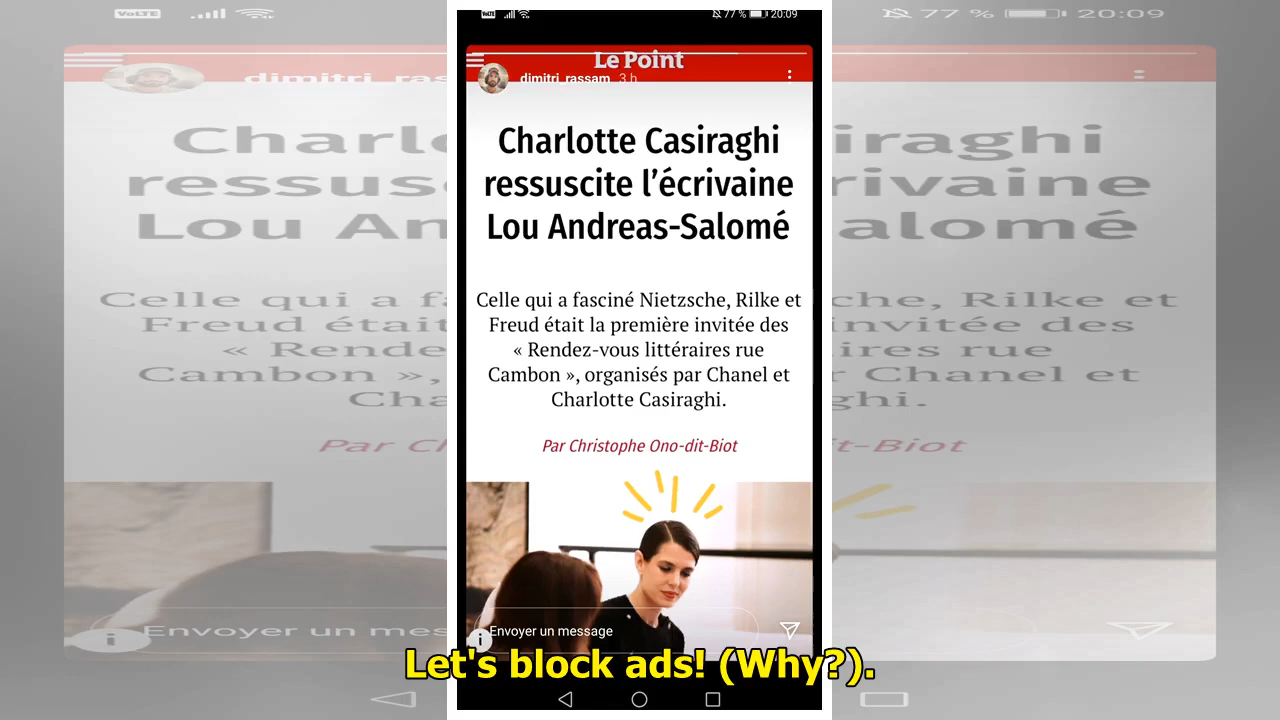 VoLTE 77 % 20:09
Le Point
dimitri_rassam 3 h
Charlotte Casiraghi
ressuscite l'écrivaine
Lou Andreas-Salomé
Celle qui a fasciné Nietzsche, Rilke et
Freud était la première invitée des
« Rendez-vous littéraires rue
Cambon », organisés par Chanel et
Charlotte Casiraghi.
Par Christophe Ono-dit-Biot
Envoyer un message
Let's block ads! (Why?).